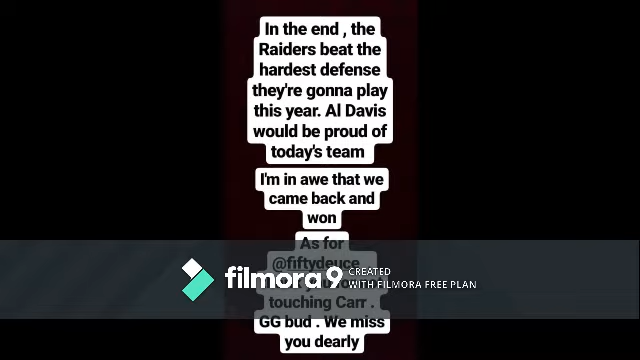 In the end , the
Raiders beat the
hardest defense
they're gonna play
this year. Al Davis
would be proud of
today's team
I'm in awe that we
came back and
won
As for
@fiftydeuce
filmora9 CREATED
WITH FILMORA FREE PLAN
touching Carr .
GG bud . We miss
you dearly